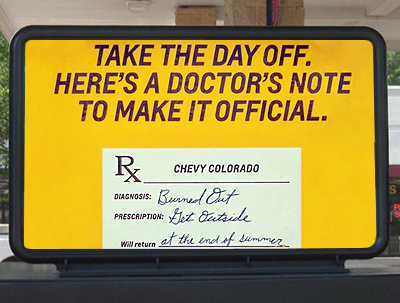 TAKE THE DAY OFF.
HERE'S A DOCTOR'S NOTE
TO MAKE IT OFFICIAL.
Rx CHEVY COLORADO
DIAGNOSIS: Burned Out
PRESCRIPTION: Get Outside
Will return at the end of summer